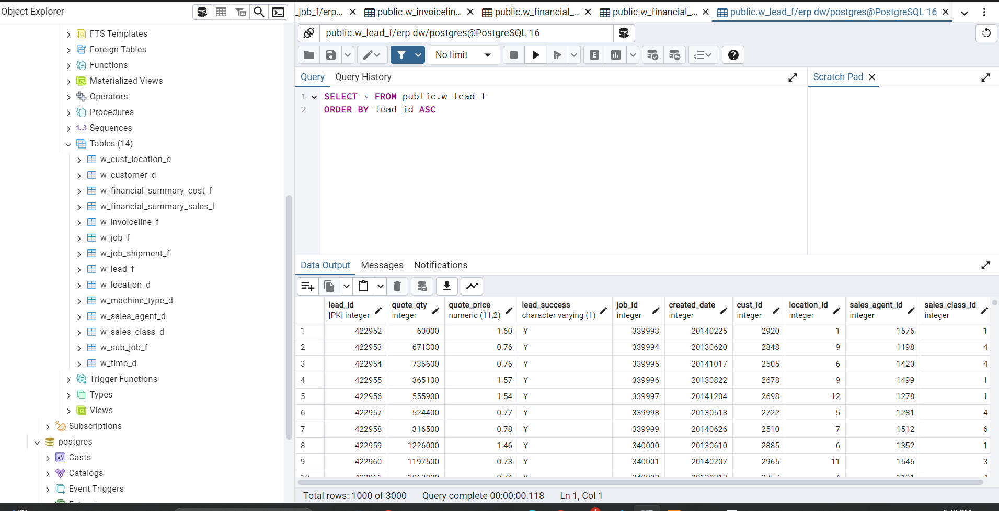 Object Explorer
FTS Templates
Foreign Tables
Functions
Materialized Views
Operators
Procedures
1..3 Sequences
Tables (14)
w_cust_location_d
w_customer_d
w_financial_summary_cost_f
w_financial_summary_sales_f
w_invoiceline_f
w_job_f
w_job_shipment_f
w_lead_f
w_location_d
w_machine_type_d
w_sales_agent_d
w_sales_class_d
w_sub_job_f
w_time_d
Trigger Functions
Types
Views
Subscriptions
postgres
Casts
Catalogs
Event Triggers
_job_f/erp... public.w_invoicelin... public.w_financial_... public.w_financial_... public.w_lead_f/erp dw/postgres@PostgreSQL 16
public.w_lead_f/erp dw/postgres@PostgreSQL 16
No limit E
Query Query History Scratch Pad
1 SELECT * FROM public.w_lead_f
2 ORDER BY lead_id ASC
Data Output Messages Notifications
lead_id quote_qty quote_price lead_success job_id created_date cust_id location_id sales_agent_id sales_class_id
[PK] integer integer numeric (11,2) character varying (1) integer integer integer integer integer integer
1 422952 60000 1.60 Y 339993 20140225 2920 1 1576 1
2 422953 671300 0.76 Y 339994 20130620 2848 9 1198 4
3 422954 736600 0.76 Y 339995 20141017 2505 6 1420 4
4 422955 365100 1.57 Y 339996 20130822 2678 9 1499 1
5 422956 555900 1.54 Y 339997 20141204 2698 12 1278 1
6 422957 524400 0.77 Y 339998 20130513 2722 5 1281 4
7 422958 316500 0.78 Y 339999 20140626 2510 7 1512 6
8 422959 1226000 1.46 Y 340000 20130610 2885 6 1352 1
9 422960 1197500 0.73 Y 340001 20140207 2965 11 1546 3
Total rows: 1000 of 3000 Query complete 00:00:00.118 Ln 1, Col 1